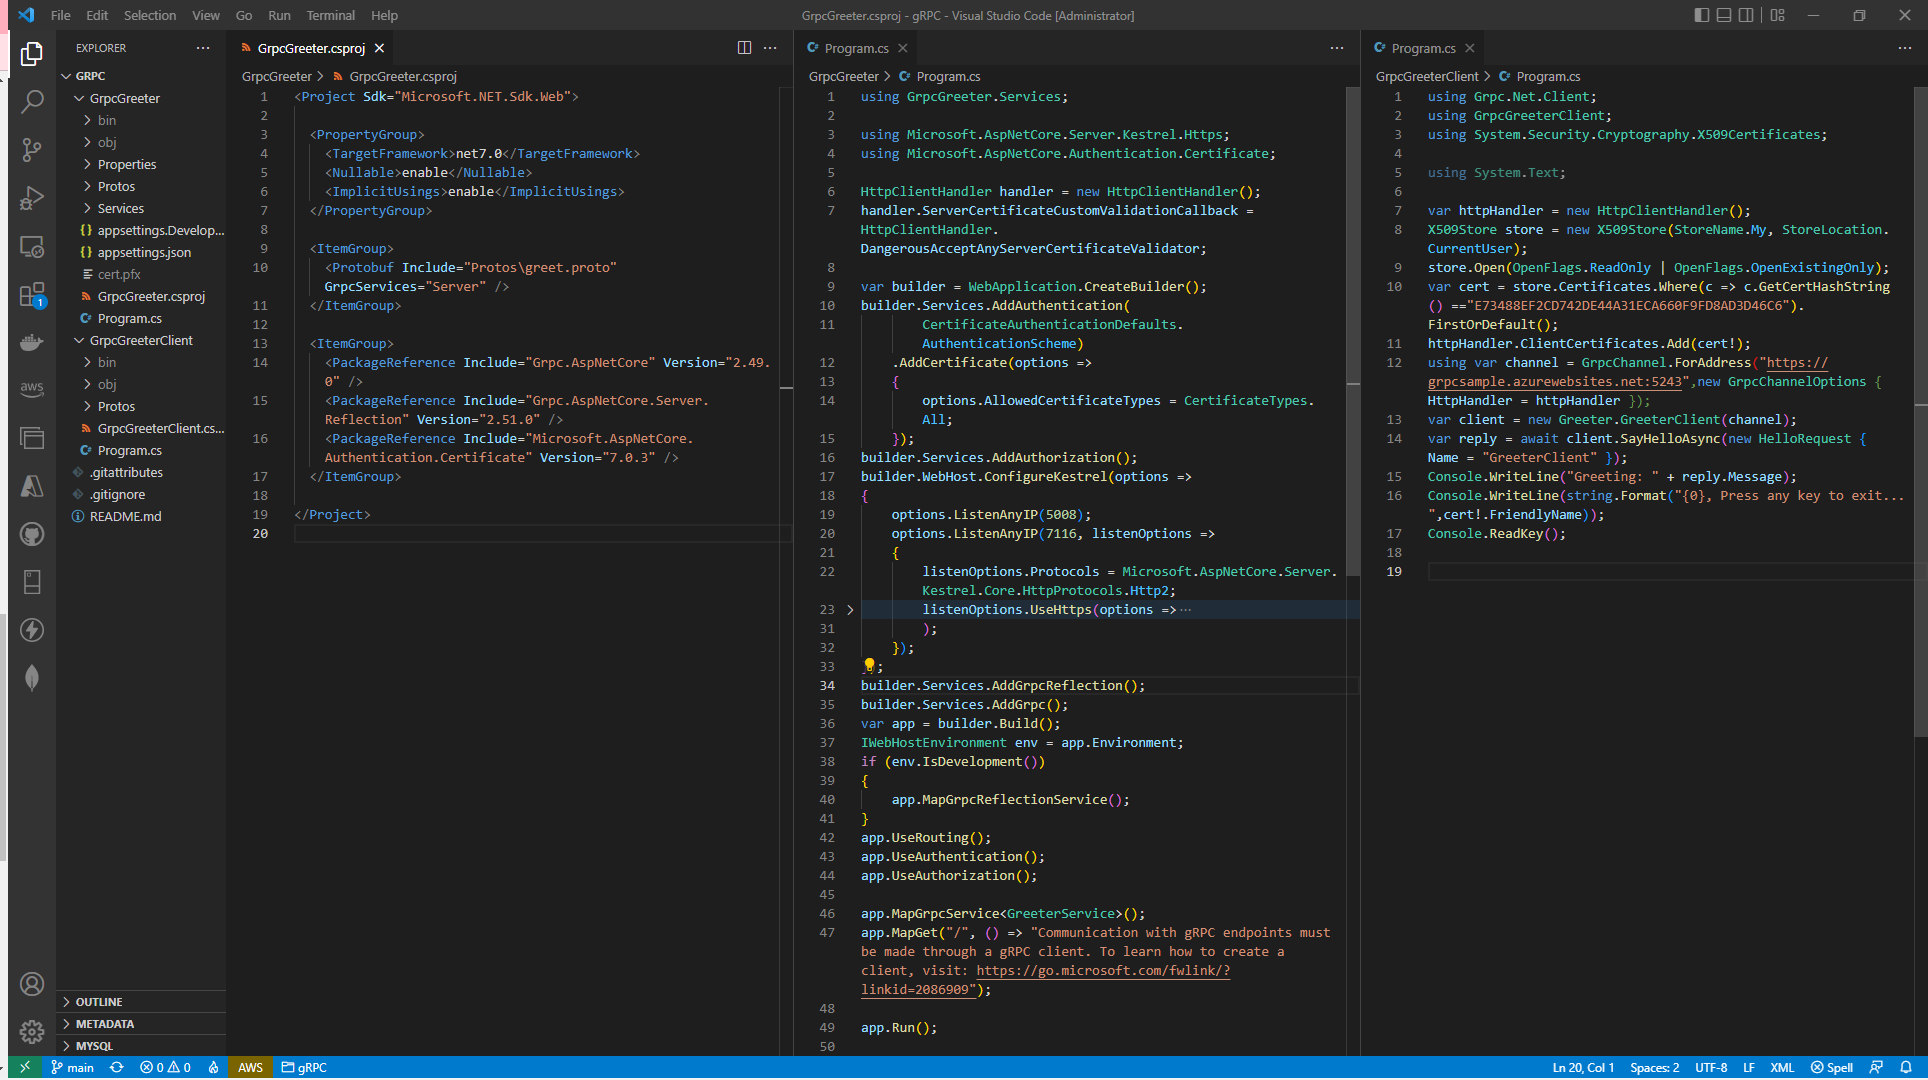 File Edit Selection View Go Run Terminal Help
GrpcGreeter.csproj - gRPC - Visual Studio Code [Administrator]
EXPLORER
GRPC
GrpcGreeter
bin
obj
Properties
Protos
Services
{} appsettings.Develop...
{} appsettings.json
cert.pfx
GrpcGreeter.csproj
Program.cs
GrpcGreeterClient
bin
obj
Protos
GrpcGreeterClient.cs...
Program.cs
.gitattributes
.gitignore
README.md
OUTLINE
METADATA
MYSQL
1
aws
GrpcGreeter.csproj
GrpcGreeter > GrpcGreeter.csproj
1 <Project Sdk="Microsoft.NET.Sdk.Web">
2
3 <PropertyGroup>
4 <TargetFramework>net7.0</TargetFramework>
5 <Nullable>enable</Nullable>
6 <ImplicitUsings>enable</ImplicitUsings>
7 </PropertyGroup>
8
9 <ItemGroup>
10 <Protobuf Include="Protos\greet.proto"
GrpcServices="Server" />
11 </ItemGroup>
12
13 <ItemGroup>
14 <PackageReference Include="Grpc.AspNetCore" Version="2.49.
0" />
15 <PackageReference Include="Grpc.AspNetCore.Server.
Reflection" Version="2.51.0" />
16 <PackageReference Include="Microsoft.AspNetCore.
Authentication.Certificate" Version="7.0.3" />
17 </ItemGroup>
18
19 </Project>
20
Program.cs
GrpcGreeter > Program.cs
1 using GrpcGreeter.Services;
2
3 using Microsoft.AspNetCore.Server.Kestrel.Https;
4 using Microsoft.AspNetCore.Authentication.Certificate;
5
6 HttpClientHandler handler = new HttpClientHandler();
7 handler.ServerCertificateCustomValidationCallback =
HttpClientHandler.
DangerousAcceptAnyServerCertificateValidator;
8
9 var builder = WebApplication.CreateBuilder();
10 builder.Services.AddAuthentication(
11 CertificateAuthenticationDefaults.
AuthenticationScheme)
12 .AddCertificate(options =>
13 {
14 options.AllowedCertificateTypes = CertificateTypes.
All;
15 });
16 builder.Services.AddAuthorization();
17 builder.WebHost.ConfigureKestrel(options =>
18 {
19 options.ListenAnyIP(5008);
20 options.ListenAnyIP(7116, listenOptions =>
21 {
22 listenOptions.Protocols = Microsoft.AspNetCore.Server.
Kestrel.Core.HttpProtocols.Http2;
23 listenOptions.UseHttps(options =>···
31 );
32 });
33 ;
34 builder.Services.AddGrpcReflection();
35 builder.Services.AddGrpc();
36 var app = builder.Build();
37 IWebHostEnvironment env = app.Environment;
38 if (env.IsDevelopment())
39 {
40 app.MapGrpcReflectionService();
41 }
42 app.UseRouting();
43 app.UseAuthentication();
44 app.UseAuthorization();
45
46 app.MapGrpcService<GreeterService>();
47 app.MapGet("/", () => "Communication with gRPC endpoints must
be made through a gRPC client. To learn how to create a
client, visit: https://go.microsoft.com/fwlink/?
linkid=2086909");
48
49 app.Run();
50
Program.cs
GrpcGreeterClient > Program.cs
1 using Grpc.Net.Client;
2 using GrpcGreeterClient;
3 using System.Security.Cryptography.X509Certificates;
4
5 using System.Text;
6
7 var httpHandler = new HttpClientHandler();
8 X509Store store = new X509Store(StoreName.My, StoreLocation.
CurrentUser);
9 store.Open(OpenFlags.ReadOnly | OpenFlags.OpenExistingOnly);
10 var cert = store.Certificates.Where(c => c.GetCertHashString
() =="E73488EF2CD742DE44A31ECA660F9FD8AD3D46C6").
FirstOrDefault();
11 httpHandler.ClientCertificates.Add(cert!);
12 using var channel = GrpcChannel.ForAddress("https://
grpcsample.azurewebsites.net:5243",new GrpcChannelOptions {
HttpHandler = httpHandler });
13 var client = new Greeter.GreeterClient(channel);
14 var reply = await client.SayHelloAsync(new HelloRequest {
Name = "GreeterClient" });
15 Console.WriteLine("Greeting: " + reply.Message);
16 Console.WriteLine(string.Format("{0}, Press any key to exit...
",cert!.FriendlyName));
17 Console.ReadKey();
18
19
main 0 0 AWS gRPC
Ln 20, Col 1 Spaces: 2 UTF-8 LF XML Spell